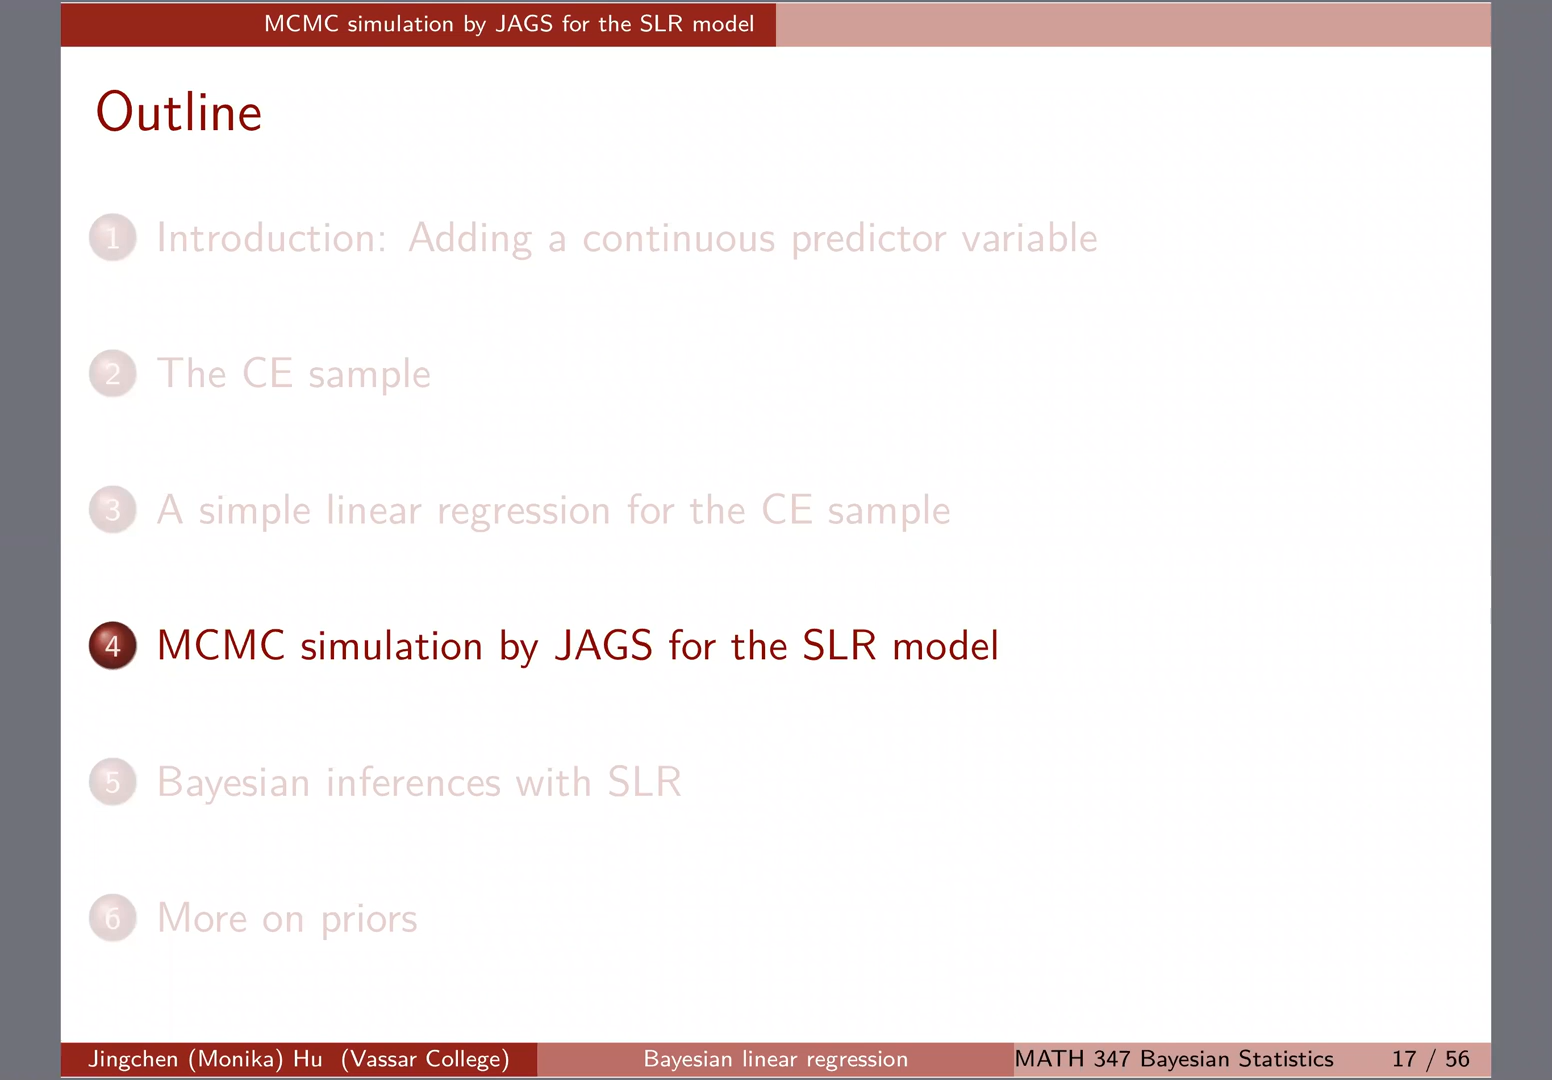 MCMC simulation by JAGS for the SLR model
Outline
1 Introduction: Adding a continuous predictor variable
2 The CE sample
3 A simple linear regression for the CE sample
4 MCMC simulation by JAGS for the SLR model
5 Bayesian inferences with SLR
6 More on priors
Jingchen (Monika) Hu (Vassar College) Bayesian linear regression MATH 347 Bayesian Statistics 17 / 56